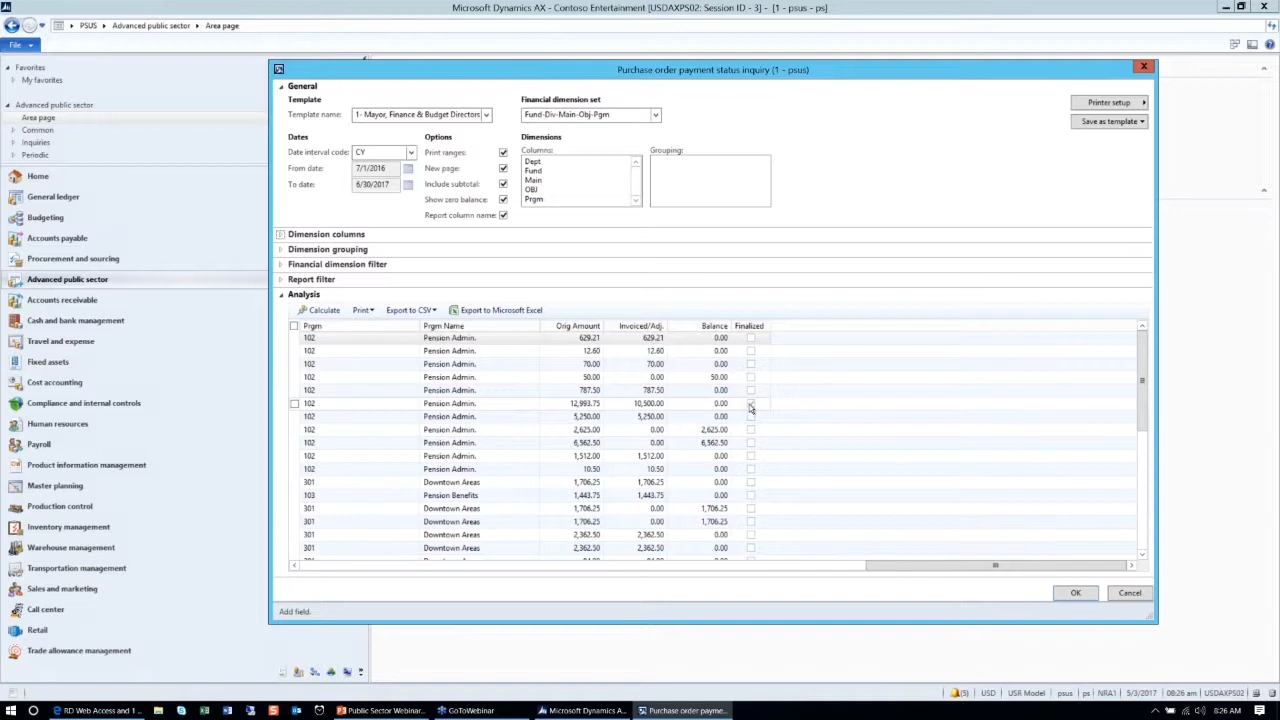 Microsoft Dynamics AX - Contoso Entertainment [USDAXPS02: Session ID - 3] - [1 - psus - ps]
PSUS Advanced public sector Area page
File
Favorites
My favorites
Advanced public sector
Area page
Common
Inquiries
Periodic
Home
General ledger
Budgeting
Accounts payable
Procurement and sourcing
Advanced public sector
Accounts receivable
Cash and bank management
Travel and expense
Fixed assets
Cost accounting
Compliance and internal controls
Human resources
Payroll
Product information management
Master planning
Production control
Inventory management
Warehouse management
Transportation management
Sales and marketing
Call center
Retail
Trade allowance management
Purchase order payment status inquiry (1 - psus)
General
Template Financial dimension set
Template name: 1- Mayor, Finance & Budget Directors Fund-Div-Main-Obj-Pgm
Printer setup
Save as template
Dates Options Dimensions
Date interval code: CY Print ranges: Columns: Grouping:
From date: 7/1/2016 New page:
To date: 6/30/2017 Include subtotal:
Show zero balance:
Report column name:
Dept
Fund
Main
OBJ
Prgm
Dimension columns
Dimension grouping
Financial dimension filter
Report filter
Analysis
Calculate Print Export to CSV Export to Microsoft Excel
Prgm Prgm Name Orig Amount Invoiced/Adj. Balance Finalized
102 Pension Admin. 629.21 629.21 0.00
102 Pension Admin. 12.60 12.60 0.00
102 Pension Admin. 70.00 70.00 0.00
102 Pension Admin. 50.00 0.00 50.00
102 Pension Admin. 787.50 787.50 0.00
102 Pension Admin. 12,993.75 10,500.00 0.00
102 Pension Admin. 5,250.00 5,250.00 0.00
102 Pension Admin. 2,625.00 0.00 2,625.00
102 Pension Admin. 6,562.50 0.00 6,562.50
102 Pension Admin. 1,512.00 1,512.00 0.00
102 Pension Admin. 10.50 10.50 0.00
301 Downtown Areas 1,706.25 1,706.25 0.00
103 Pension Benefits 1,443.75 1,443.75 0.00
301 Downtown Areas 1,706.25 0.00 1,706.25
301 Downtown Areas 1,706.25 0.00 1,706.25
301 Downtown Areas 2,362.50 2,362.50 0.00
301 Downtown Areas 2,362.50 2,362.50 0.00
OK Cancel
Add field.
(5) USD USR Model psus ps NRA1 5/3/2017 08:26 am USDAXPS02
RD Web Access and 1 ... Public Sector Webinar... GoToWebinar Microsoft Dynamics A... Purchase order payme... 8:26 AM